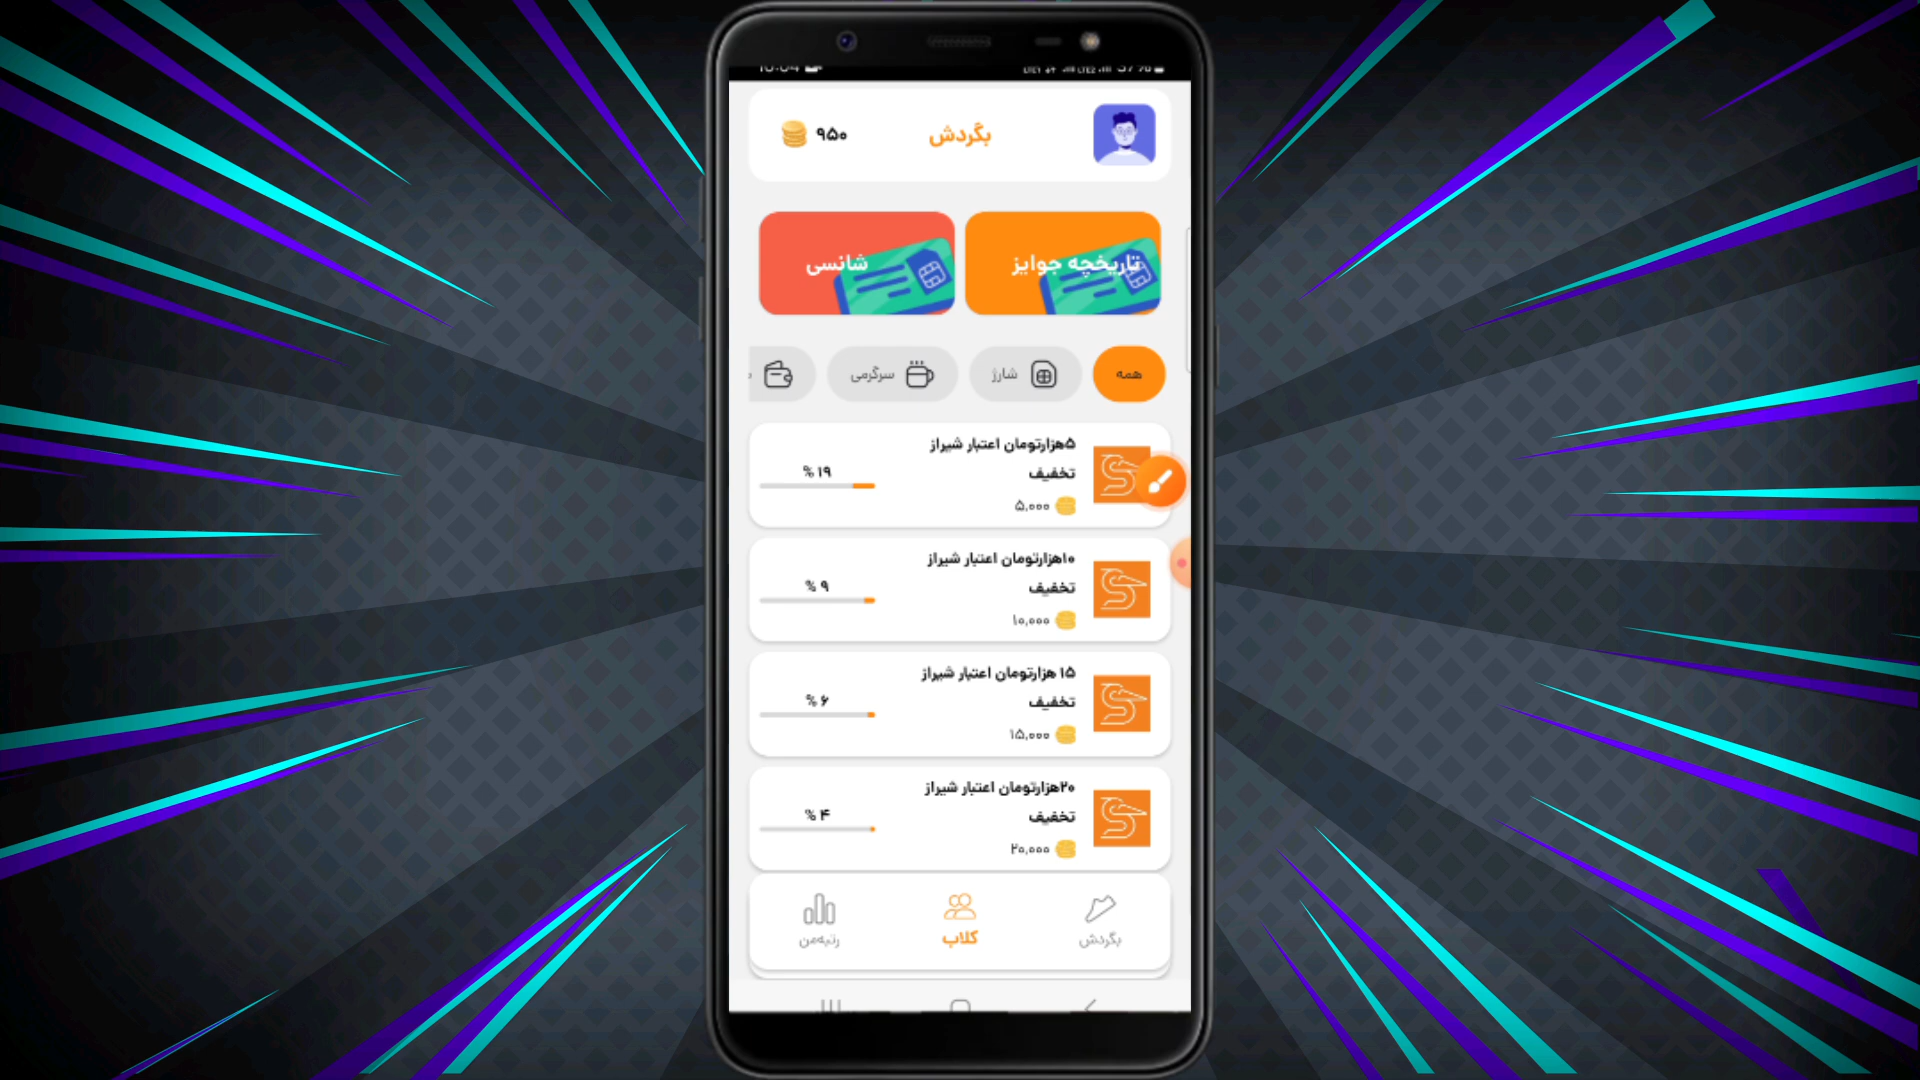 بگردش
۹۵۰
تاریخچه جوایز
شانسی
همه
شارژ
سرگرمی
۵هزارتومان اعتبار شیراز
تخفیف
۵,۰۰۰
% ۱۹
۱۰هزارتومان اعتبار شیراز
تخفیف
۱۰,۰۰۰
% ۹
۱۵ هزارتومان اعتبار شیراز
تخفیف
۱۵,۰۰۰
% ۶
۲۰هزارتومان اعتبار شیراز
تخفیف
۲۰,۰۰۰
% ۴
بگردش
کلاب
رتبه‌من